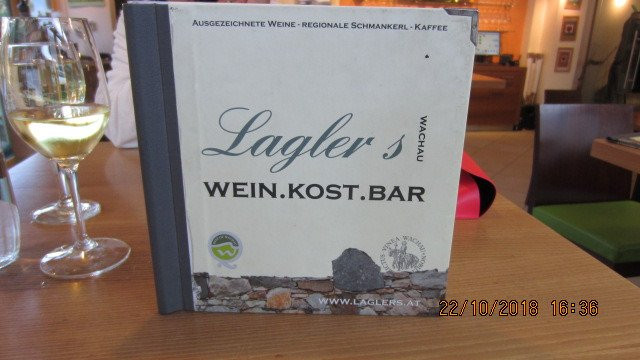 AUSGEZEICHNETE WEINE - REGIONALE SCHMANKERL - KAFFEE
Lagler s
WACHAU
WEIN.KOST.BAR
WWW.LAGLERS.AT
22/10/2018 16:36